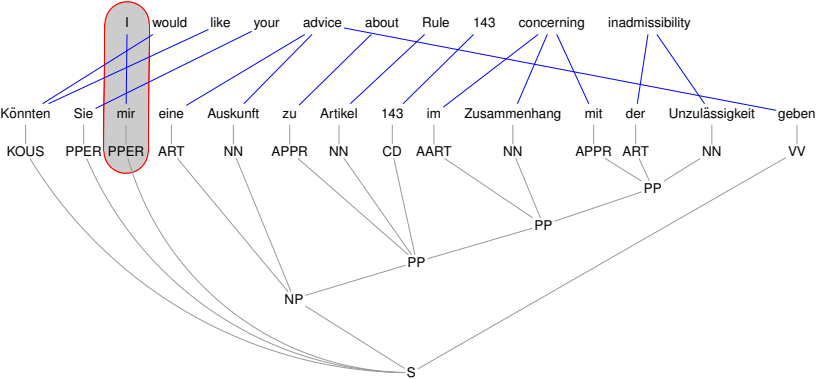 I would like your advice about Rule 143 concerning inadmissibility
Könnten Sie mir eine Auskunft zu Artikel 143 im Zusammenhang mit der Unzulässigkeit geben
KOUS PPER PPER ART NN APPR NN CD AART NN APPR ART NN VV
PP
PP
PP
NP
S